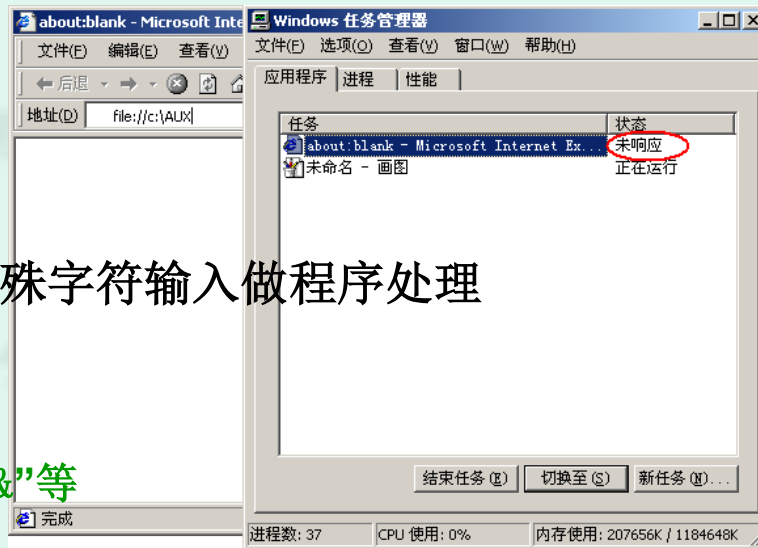 about:blank - Microsoft Inte
文件(F) 编辑(E) 查看(V)
后退
地址(D) file://c:\AUX
完成
Windows 任务管理器
文件(F) 选项(O) 查看(V) 窗口(W) 帮助(H)
应用程序 进程 性能
任务 状态
about:blank - Microsoft Internet Ex... 未响应
未命名 - 画图 正在运行
殊字符输入做程序处理
&”等
结束任务(E) 切换至(S) 新任务(N)...
进程数: 37 CPU 使用: 0% 内存使用: 207656K / 1184648K